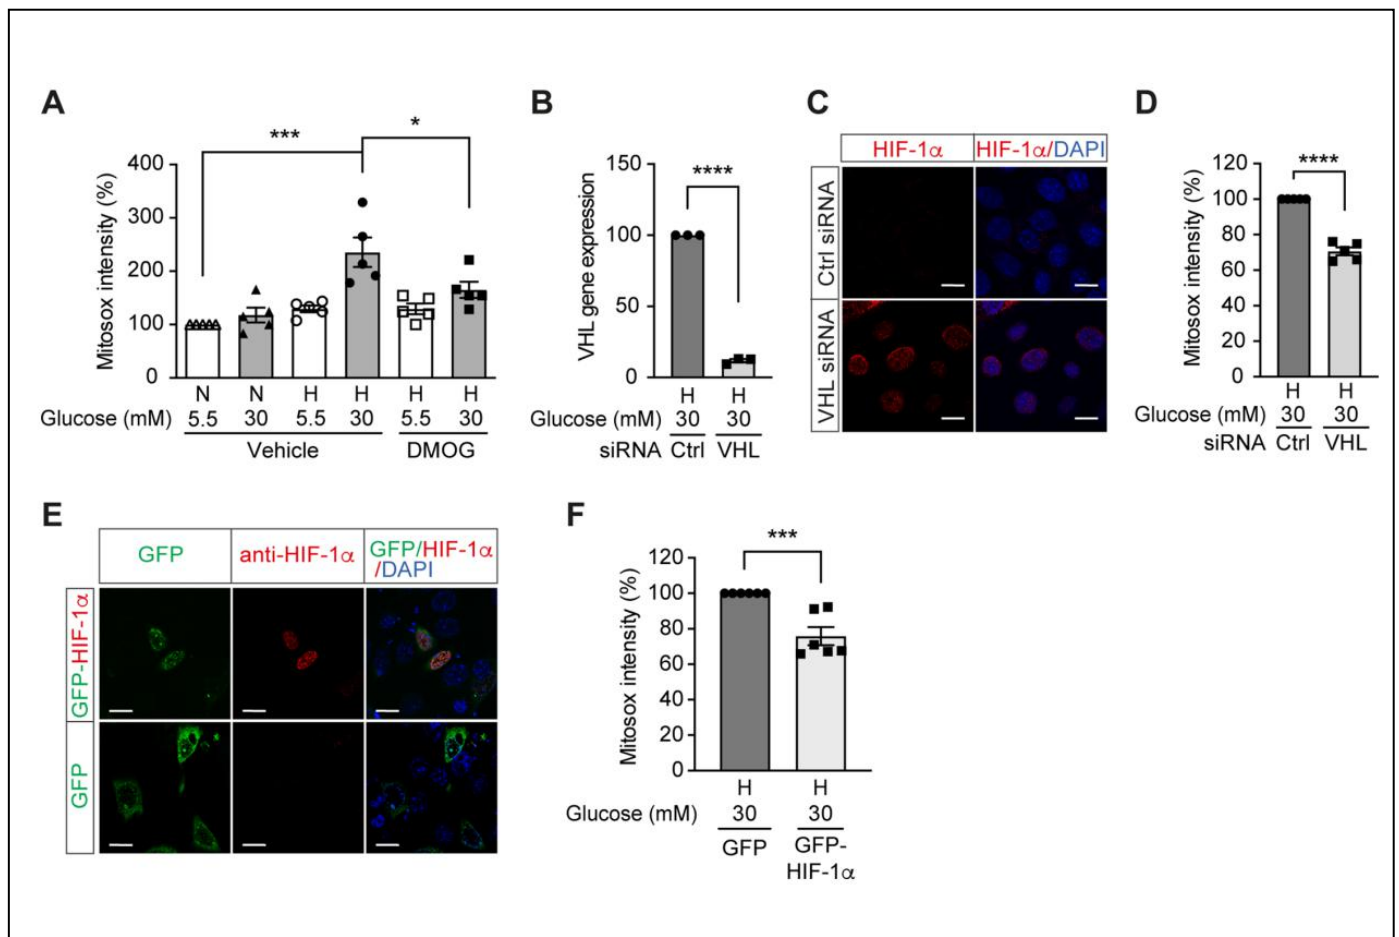 A
***
*
Mitosox intensity (%)
400
300
200
100
0
N N H H H H
Glucose (mM) 5.5 30 5.5 30 5.5 30
Vehicle DMOG
B
****
VHL gene expression
150
100
50
0
H H
Glucose (mM) 30 30
siRNA Ctrl VHL
C
HIF-1α HIF-1α/DAPI
Ctrl siRNA
VHL siRNA
D
****
Mitosox intensity (%)
120
100
80
60
40
20
0
H H
Glucose (mM) 30 30
siRNA Ctrl VHL
E
GFP anti-HIF-1α GFP/HIF-1α
/DAPI
GFP-HIF-1α
GFP
F
***
Mitosox intensity (%)
120
100
80
60
40
20
0
H H
Glucose (mM) 30 30
GFP GFP-
HIF-1α